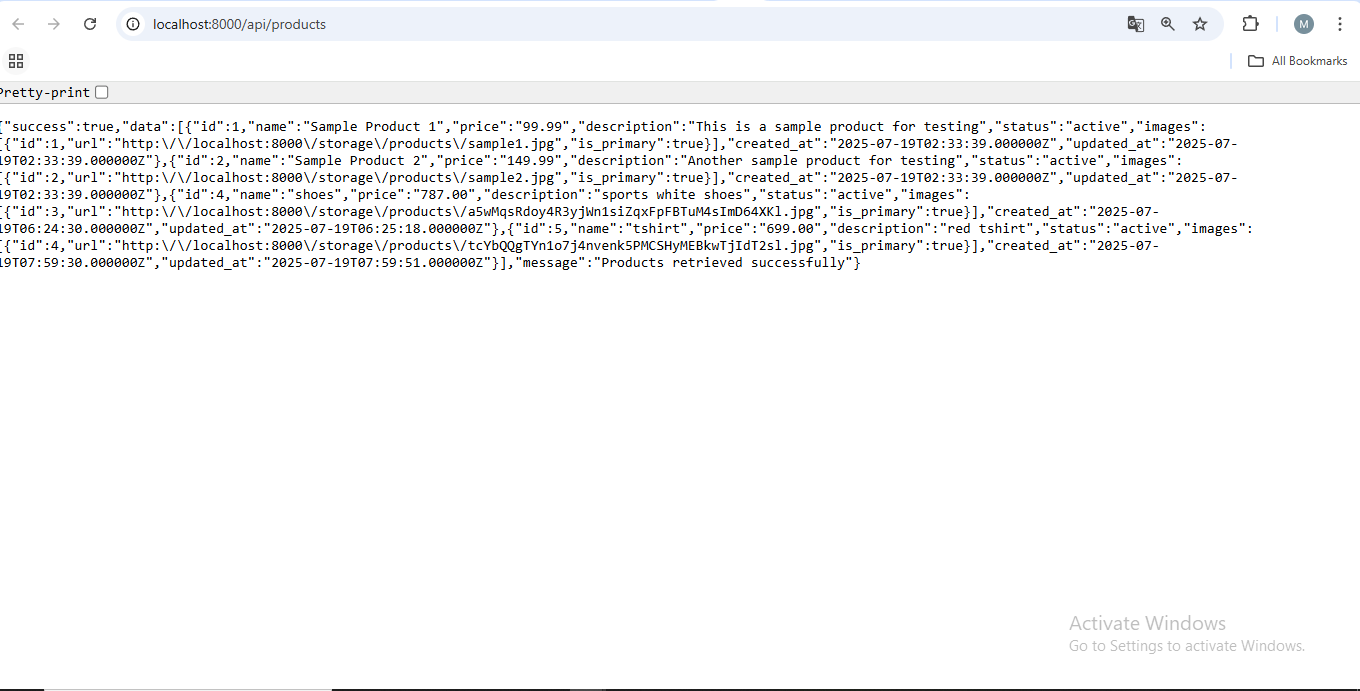 localhost:8000/api/products
M
All Bookmarks
Pretty-print
{"success":true,"data":[{"id":1,"name":"Sample Product 1","price":"99.99","description":"This is a sample product for testing","status":"active","images":
[{"id":1,"url":"http:\/\/localhost:8000\/storage\/products\/sample1.jpg","is_primary":true}],"created_at":"2025-07-19T02:33:39.000000Z","updated_at":"2025-07-
19T02:33:39.000000Z"},{"id":2,"name":"Sample Product 2","price":"149.99","description":"Another sample product for testing","status":"active","images":
[{"id":2,"url":"http:\/\/localhost:8000\/storage\/products\/sample2.jpg","is_primary":true}],"created_at":"2025-07-19T02:33:39.000000Z","updated_at":"2025-07-
19T02:33:39.000000Z"},{"id":4,"name":"shoes","price":"787.00","description":"sports white shoes","status":"active","images":
[{"id":3,"url":"http:\/\/localhost:8000\/storage\/products\/a5wMqsRdoy4R3yjWn1siZqxFpFBTuM4sImD64XKl.jpg","is_primary":true}],"created_at":"2025-07-
19T06:24:30.000000Z","updated_at":"2025-07-19T06:25:18.000000Z"},{"id":5,"name":"tshirt","price":"699.00","description":"red tshirt","status":"active","images":
[{"id":4,"url":"http:\/\/localhost:8000\/storage\/products\/tcYbQQgTYn1o7j4nvenk5PMCSHyMEBkwTjIdT2sl.jpg","is_primary":true}],"created_at":"2025-07-
19T07:59:30.000000Z","updated_at":"2025-07-19T07:59:51.000000Z"}],"message":"Products retrieved successfully"}
Activate Windows
Go to Settings to activate Windows.